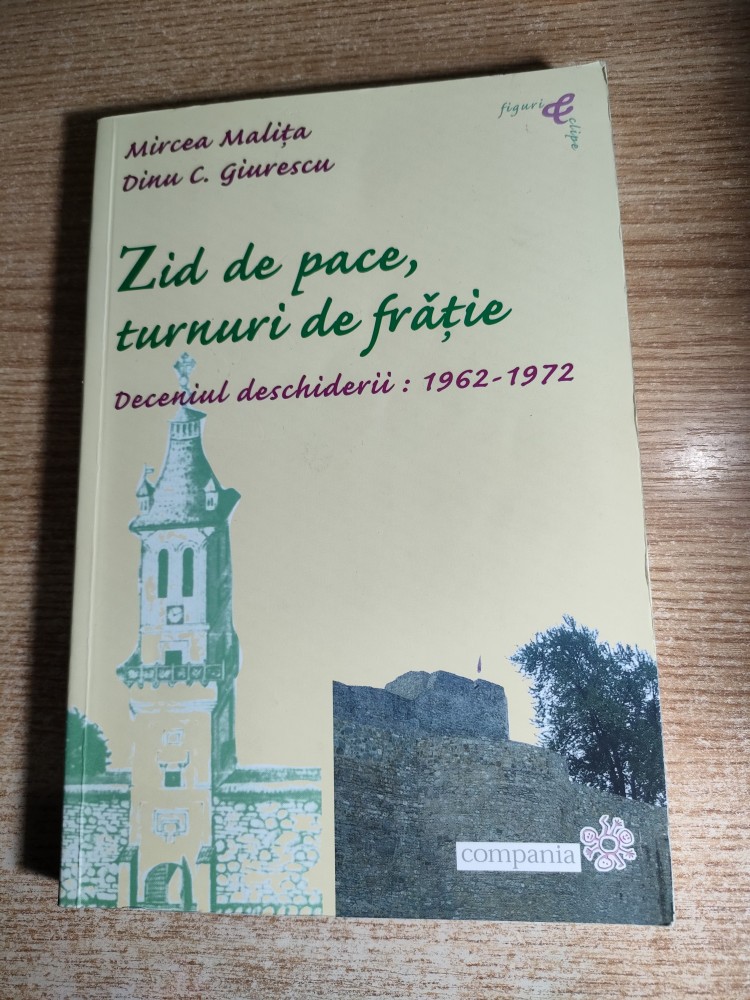 figuri & clipe
Mircea Malița
Dinu C. Giurescu
Zid de pace,
turnuri de frăție
Deceniul deschiderii : 1962-1972
compania